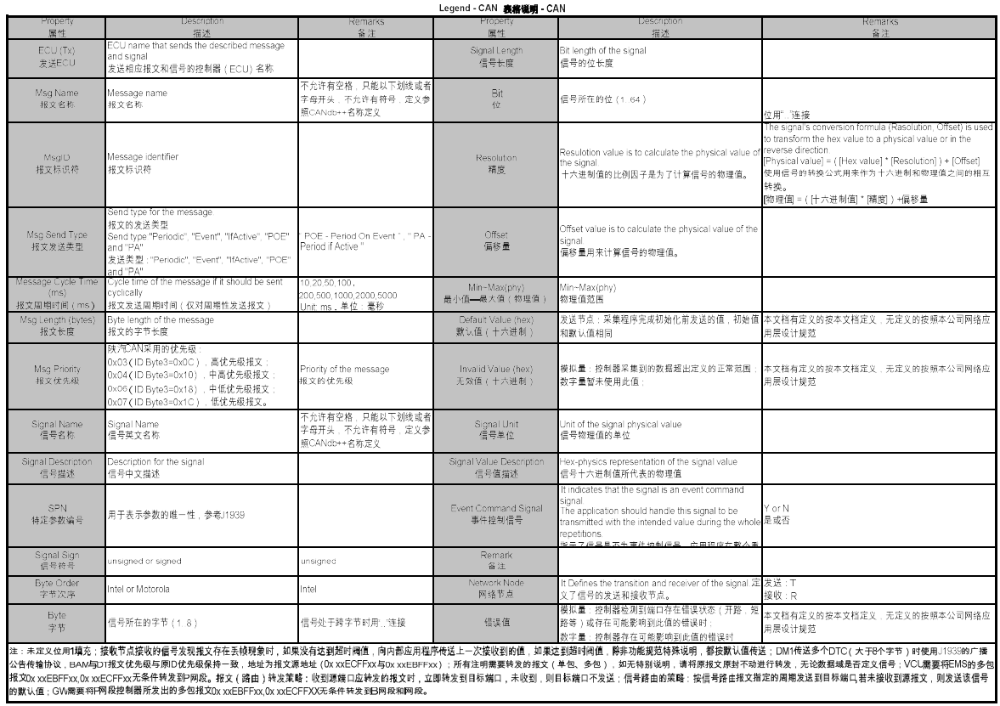 Legend - CAN 表格说明 - CAN
Property
属性
Description
描述
Remarks
备注
Property
属性
Description
描述
Remarks
备注
ECU (Tx)
发送ECU
ECU name that sends the described message
and signal
发送相应报文和信号的控制器（ECU）名称
Signal Length
信号长度
Bit length of the signal
信号的位长度
Msg Name
报文名称
Message name
报文名称
不允许有空格，只能以下划线或者
字母开头，不允许有符号，定义参
照CANdb++名称定义
Bit
位
信号所在的位（1..64）
位用".."连接
MsgID
报文标识符
Message identifier
报文标识符
Resolution
精度
Resulotion value is to calculate the physical value of
the signal.
十六进制值的比例因子是为了计算信号的物理值。
The signal's conversion formula (Rasolution, Offset) is used
to transform the hex value to a physical value or in the
reverse direction.
[Physical value] = ( [Hex value] * [Resolution] ) + [Offset]
使用信号的转换公式用来作为十六进制和物理值之间的相互
转换。
[物理值] = ( [十六进制值] * [精度] ) +偏移量
Msg Send Type
报文发送类型
Send type for the message.
报文的发送类型
Send type "Periodic", "Event", "IfActive", "POE"
and "PA"
发送类型："Periodic", "Event", "IfActive", "POE"
and "PA"
" POE - Period On Event " , " PA -
Period if Active "
Offset
偏移量
Offset value is to calculate the physical value of the
signal.
偏移量用来计算信号的物理值。
Message Cycle Time
(ms)
报文周期时间（ms）
Cycle time of the message if it should be sent
cyclically
报文发送周期时间（仅对周期性发送报文）
10,20,50,100，
200,500,1000,2000,5000
Unit: ms，单位：毫秒
Min~Max(phy)
最小值—最大值（物理值）
Min~Max(phy)
物理值范围
Msg Length (bytes)
报文长度
Byte length of the message
报文的字节长度
Default Value (hex)
默认值（十六进制）
发送节点：采集程序完成初始化前发送的值，初始值
和默认值相同
本文档有定义的按本文档定义，无定义的按照本公司网络应
用层设计规范
Msg Priority
报文优先级
陕汽CAN采用的优先级：
0x03（ID Byte3=0x0C），高优先级报文；
0x04（ID Byte3=0x10），中高优先级报文；
0x06（ID Byte3=0x18），中低优先级报文；
0x07（ID Byte3=0x1C），低优先级报文。
Priority of the message
报文的优先级
Invalid Value (hex)
无效值（十六进制）
模拟量：控制器采集到的数据超出定义的正常范围；
数字量暂未使用此值；
本文档有定义的按本文档定义，无定义的按照本公司网络应
用层设计规范
Signal Name
信号名称
Signal Name
信号英文名称
不允许有空格，只能以下划线或者
字母开头，不允许有符号，定义参
照CANdb++名称定义
Signal Unit
信号单位
Unit of the signal physical value
信号物理值的单位
Signal Description
信号描述
Description for the signal
信号中文描述
Signal Value Description
信号值描述
Hex-physics representation of the signal value
信号十六进制值所代表的物理值
SPN
特定参数编号
用于表示参数的唯一性，参考J1939
Event Command Signal
事件控制信号
It indicates that the signal is an event command
signal.
The application should handle this signal to be
transmitted with the intended value during the whole
repetitions.
指示了信号是否为事件控制信号，应用程序在整个重
Y or N
是或否
Signal Sign
信号符号
unsigned or signed
unsigned
Remark
备注
Byte Order
字节次序
Intel or Motorola
Intel
Network Node
网络节点
It Defines the transition and receiver of the signal.定
义了信号的发送和接收节点。
发送：T
接收：R
Byte
字节
信号所在的字节（1..8）
信号处于跨字节时用'..'连接
错误值
模拟量：控制器检测到端口存在错误状态（开路、短
路等）或存在可能影响到此值的错误时；
数字量：控制器存在可能影响到此值的错误时
本文档有定义的按本文档定义，无定义的按照本公司网络应
用层设计规范
注：未定义位用1填充；接收节点接收的信号发现报文存在丢帧现象时，如果没有达到超时阀值，向内部应用程序传送上一次接收到的值，如果达到超时阀值，除非功能规范特殊说明，都按默认值传送；DM1传送多个DTC（大于8个字节）时使用J1939的广播
公告传输协议，BAM与DT报文优先级与原ID优先级保持一致，地址为报文源地址（0x xxECFFxx与0x xxEBFFxx）；所有注明需要转发的报文（单包、多包），如无特别说明，请将原报文原封不动进行转发，无论数据域是否定义信号；VCU需要将EMS的多包
报文0x xxEBFFxx,0x xxECFFxx无条件转发到P网段。报文（路由）转发策略：收到源端口应转发的报文时，立即转发到目标端口，未收到，则目标端口不发送；信号路由的策略：按信号路由报文指定的周期发送到目标端口,若未接收到源报文，则发送该信号
的默认值；GW需要将P网段控制器所发出的多包报文0x xxEBFFxx,0x xxECFFXX无条件转发到B网段和I网段。